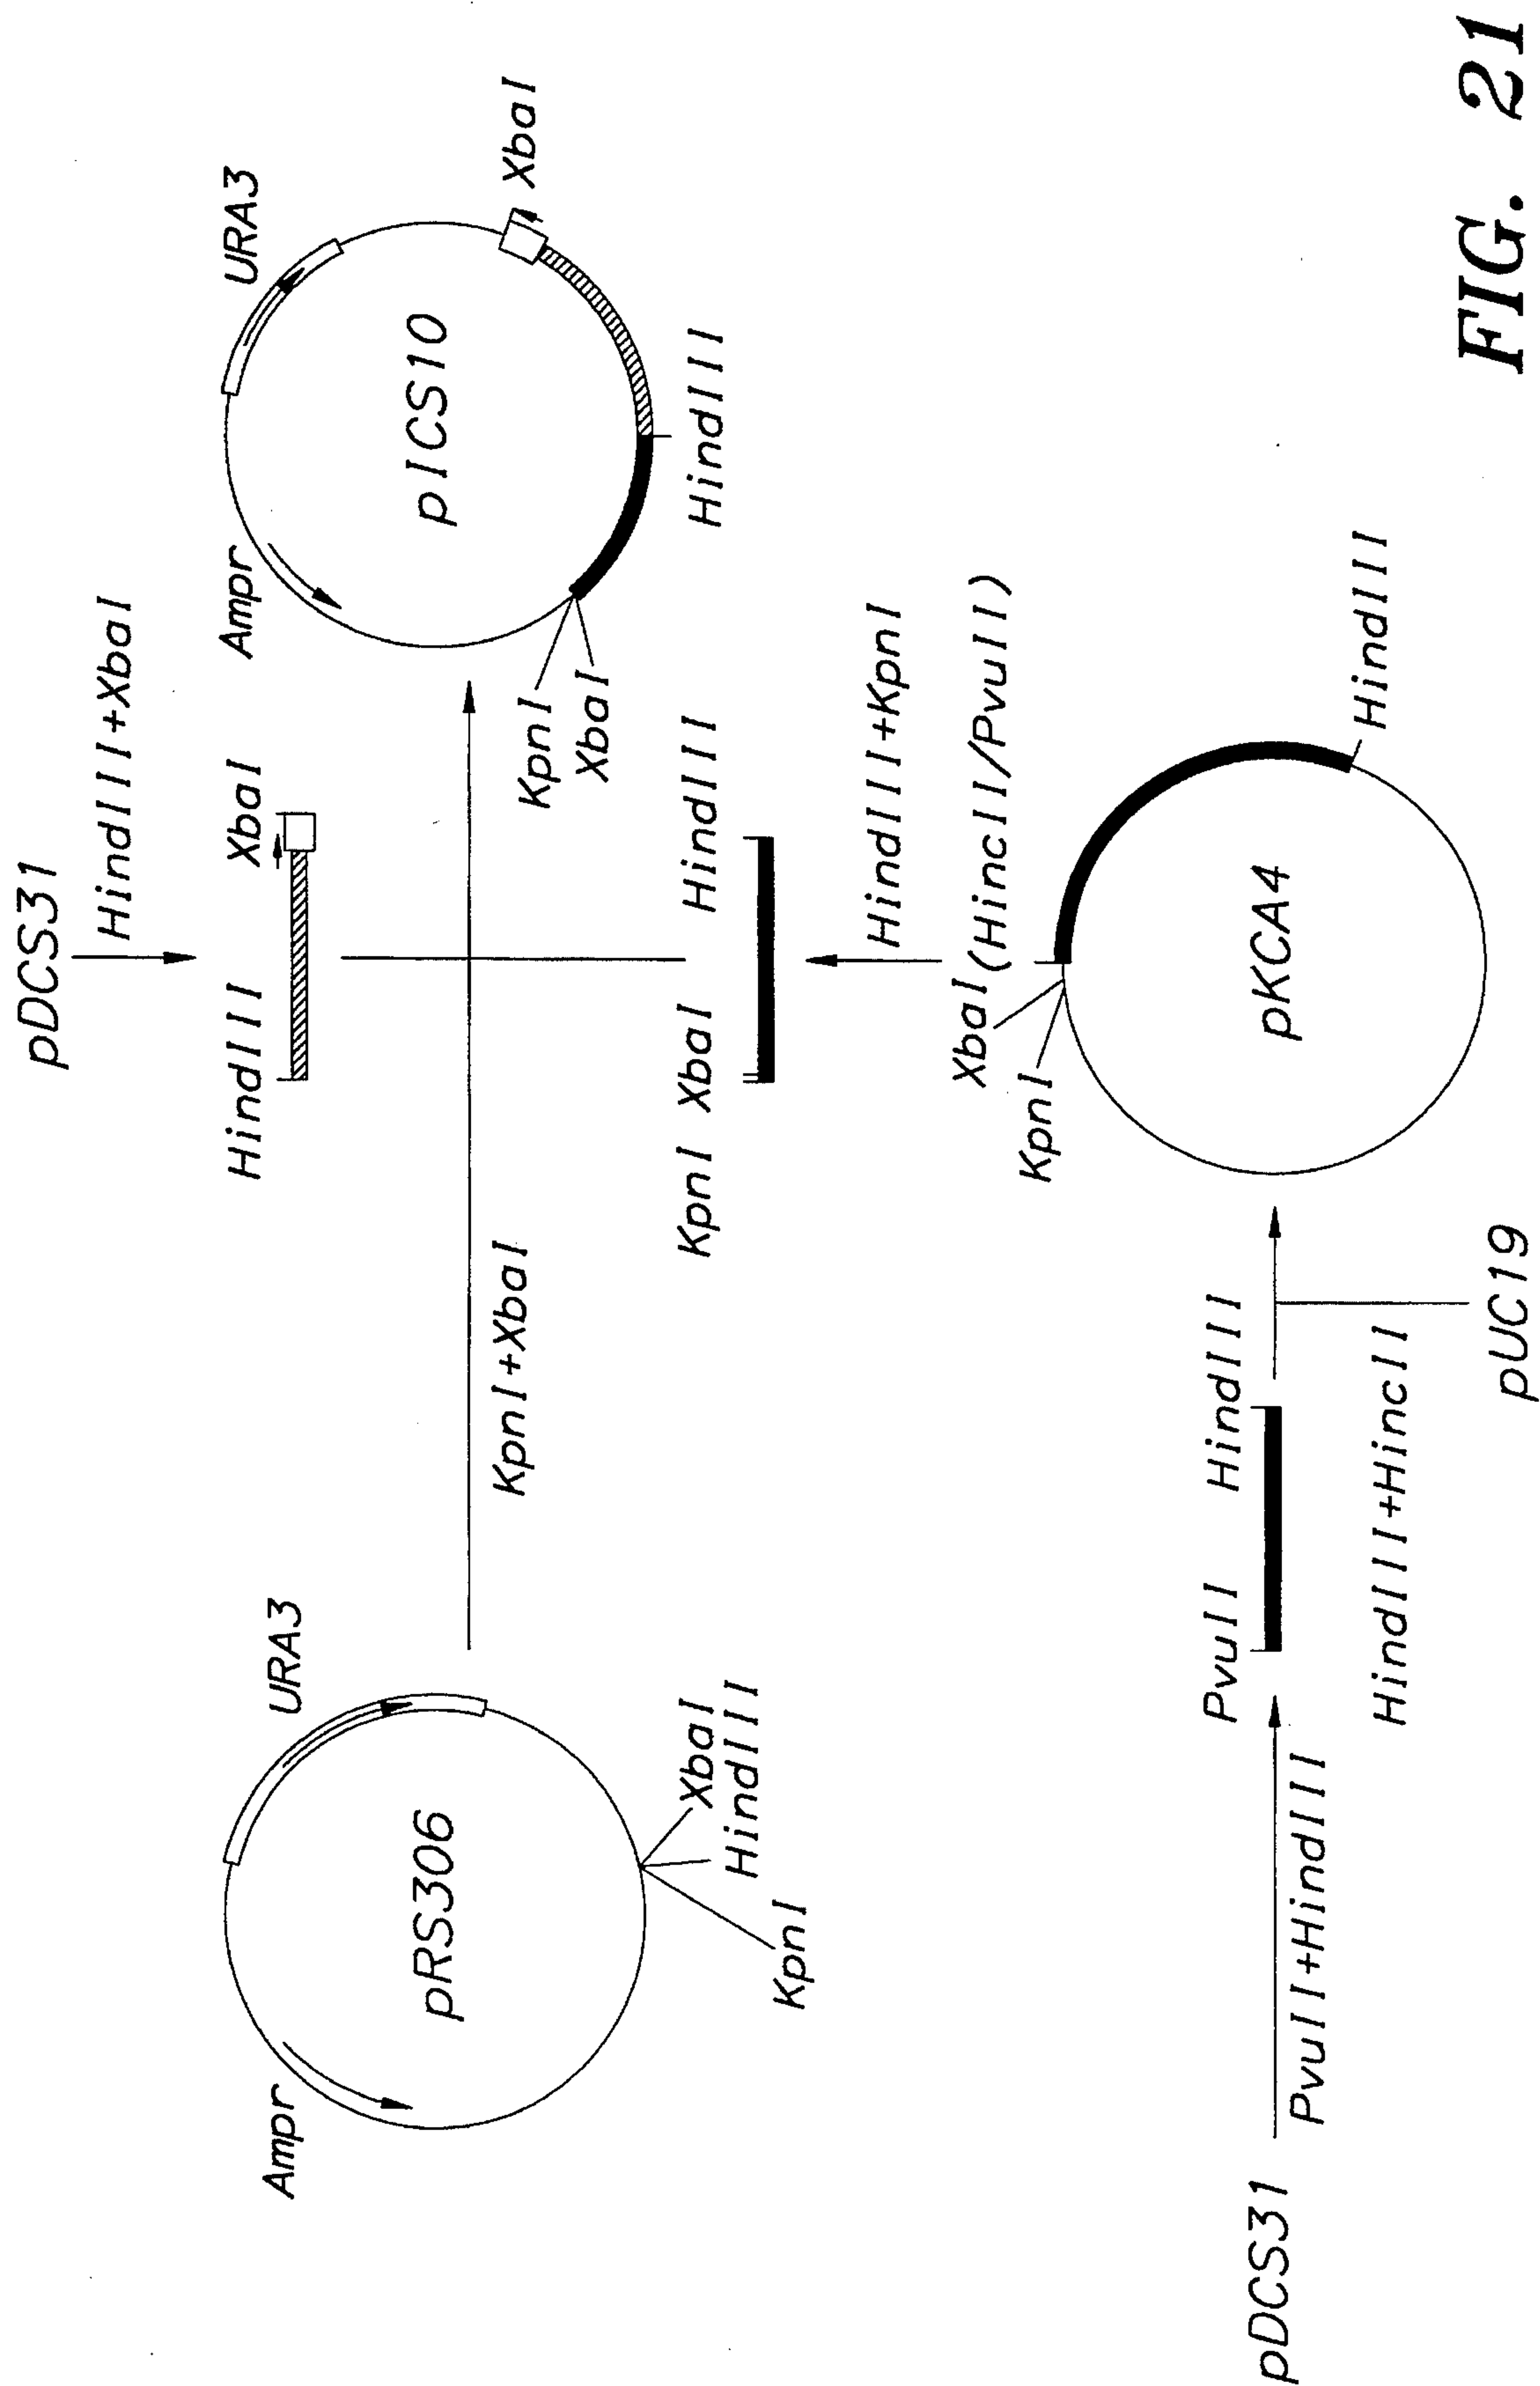 pDCS31
HindIII+XbaI
HindIII XbaI
pRS306
Ampr
URA3
XbaI
HindIII
KpnI
KpnI+XbaI
pICS10
Ampr
URA3
XbaI
HindIII
KpnI
XbaI
KpnI XbaI HindIII
HindIII+KpnI
pDCS31
PvuII+HindIII
PvuII HindIII
HindIII+HincII
pUC19
pKCA4
KpnI
XbaI
(HincII/PvuII)
HindIII
FIG. 21